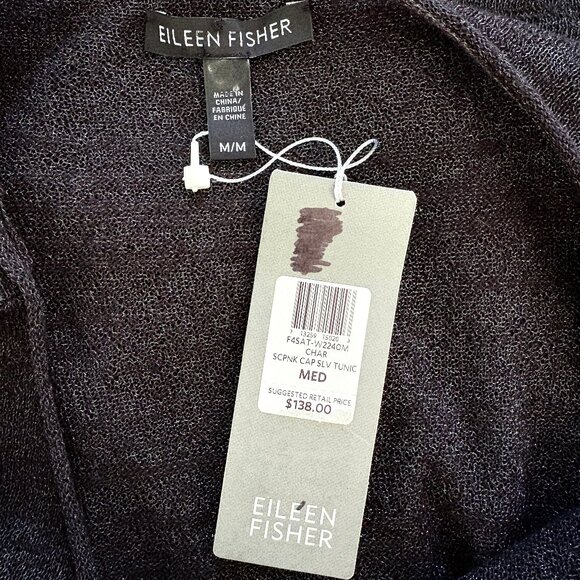 EILEEN FISHER
MADE IN
CHINA/
FABRIQUÉ
EN CHINE
M/M
F4SAT-W2240M
CHAR
SCPNK CAP SLV TUNIC
MED
SUGGESTED RETAIL PRICE
$138.00
EILEEN
FISHER